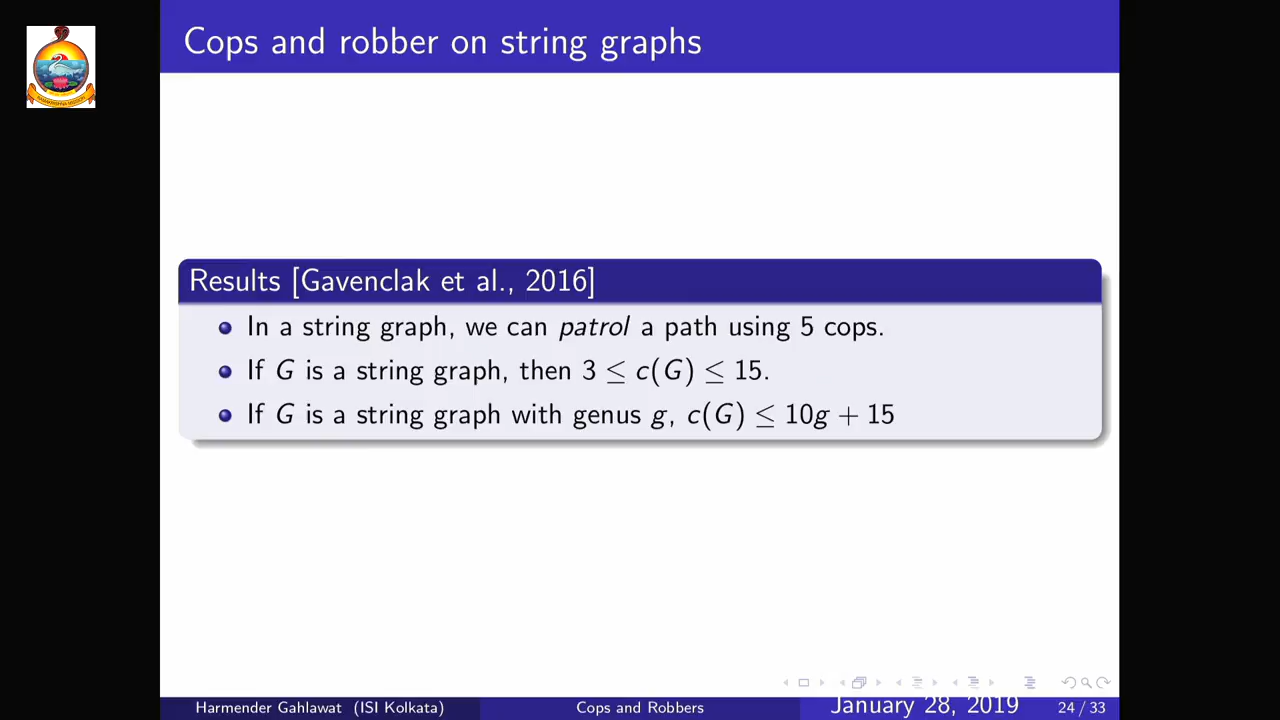 Cops and robber on string graphs
Results [Gavenclak et al., 2016]
In a string graph, we can patrol a path using 5 cops.
If G is a string graph, then 3 ≤ c(G) ≤ 15.
If G is a string graph with genus g, c(G) ≤ 10g + 15
Harmender Gahlawat (ISI Kolkata) Cops and Robbers January 28, 2019 24 / 33